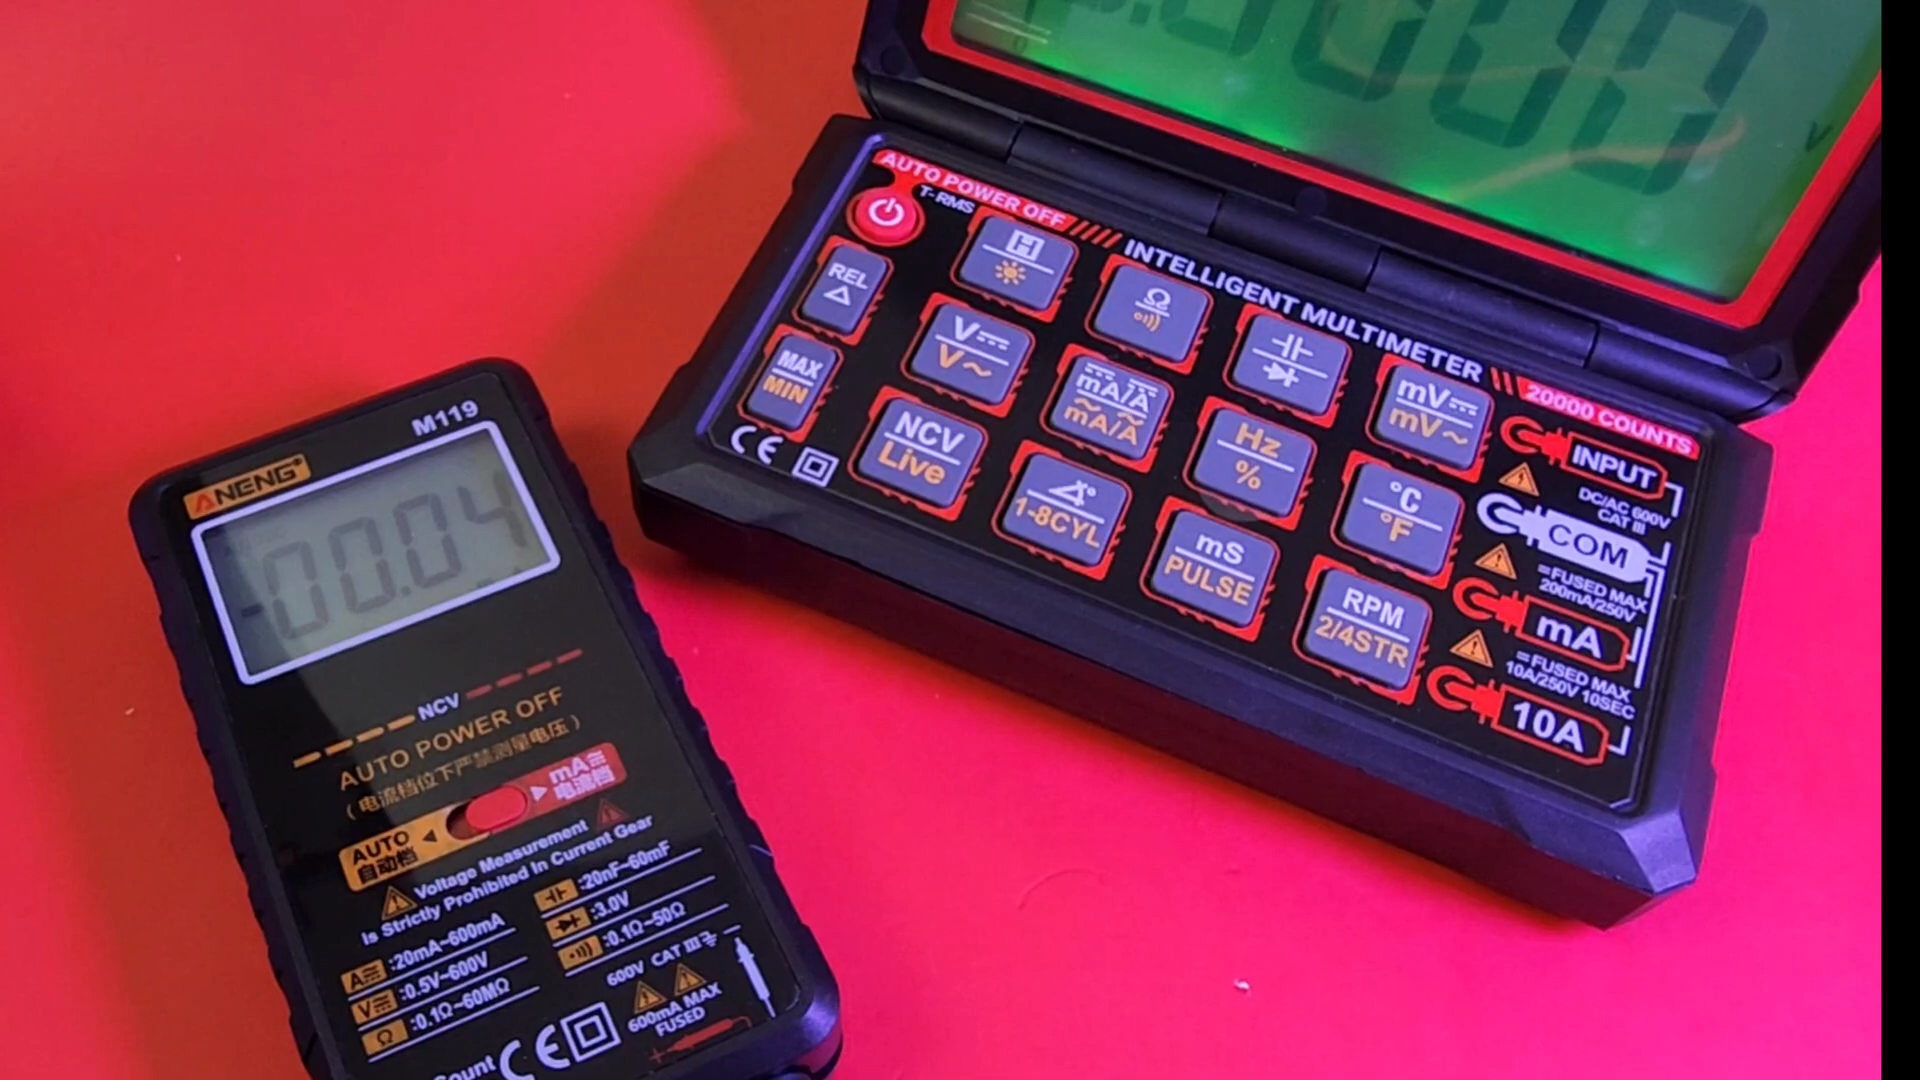 M119
ANENG
-00.04
NCV
AUTO POWER OFF
(电流档位下严禁测量电压)
mA
电流档
AUTO
自动档
Voltage Measurement
Is Strictly Prohibited In Current Gear
A:20mA~600mA
V:0.5V~600V
Ω:0.1Ω~60MΩ
:20nF~60mF
:3.0V
:0.1Ω~50Ω
600V CAT III
600mA MAX
FUSED
ount CE
V
AUTO POWER OFF
T-RMS
INTELLIGENT MULTIMETER
20000 COUNTS
H
REL
△
Ω
V
V~
MAX
MIN
mA/A
mA/A
mV
mV~
NCV
Live
Hz
%
°C
°F
1-8CYL
mS
PULSE
RPM
2/4STR
CE
INPUT
DC/AC 600V
CAT III
COM
=FUSED MAX
200mA/250V
mA
=FUSED MAX
10A/250V 10SEC
10A